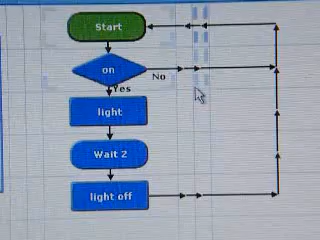 Start
on
No
Yes
light
Wait 2
light off